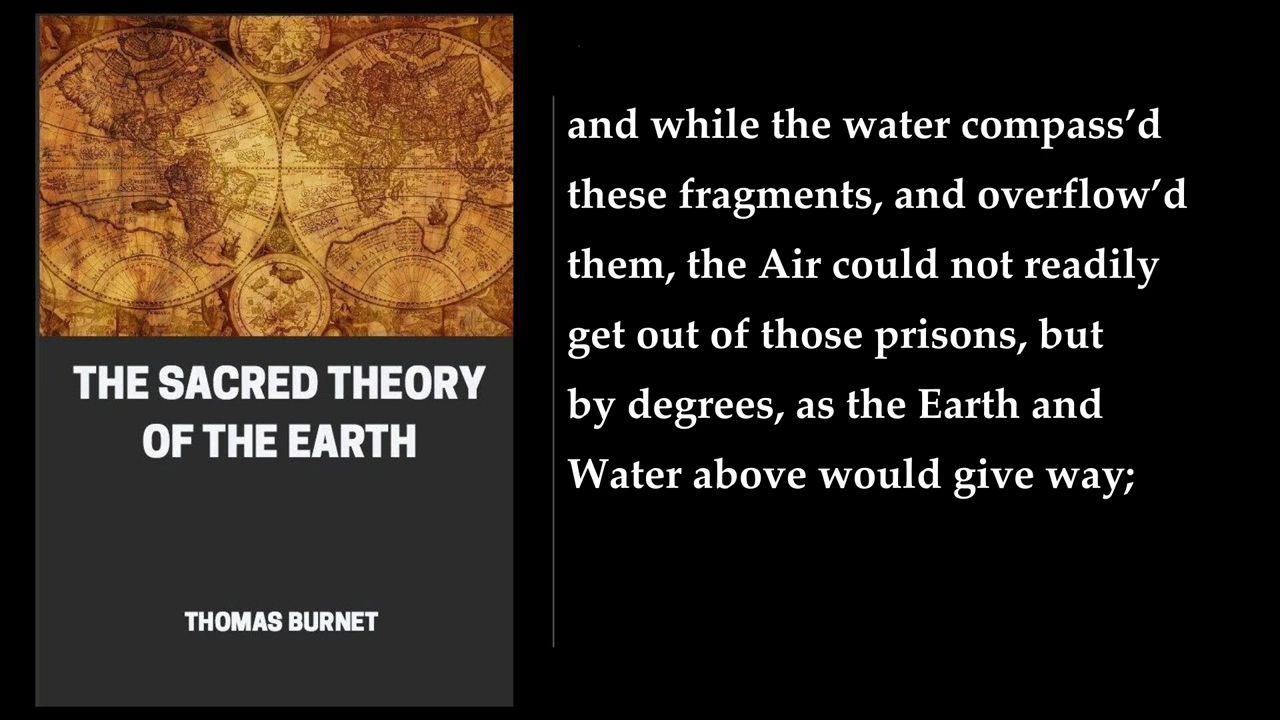 THE SACRED THEORY
OF THE EARTH
THOMAS BURNET
and while the water compass’d
these fragments, and overflow’d
them, the Air could not readily
get out of those prisons, but
by degrees, as the Earth and
Water above would give way;